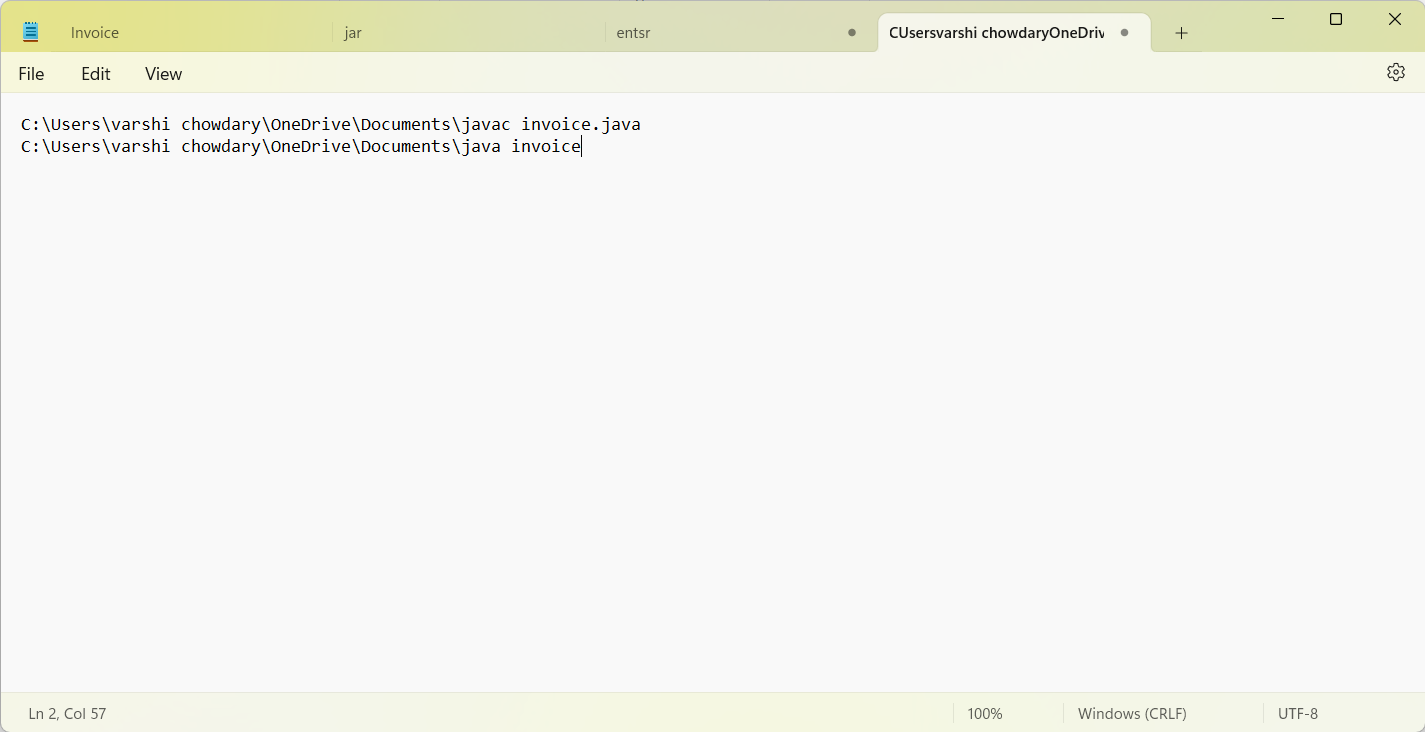 Invoice jar entsr CUsersvarshi chowdaryOneDriv
File Edit View
C:\Users\varshi chowdary\OneDrive\Documents\javac invoice.java
C:\Users\varshi chowdary\OneDrive\Documents\java invoice
Ln 2, Col 57 100% Windows (CRLF) UTF-8